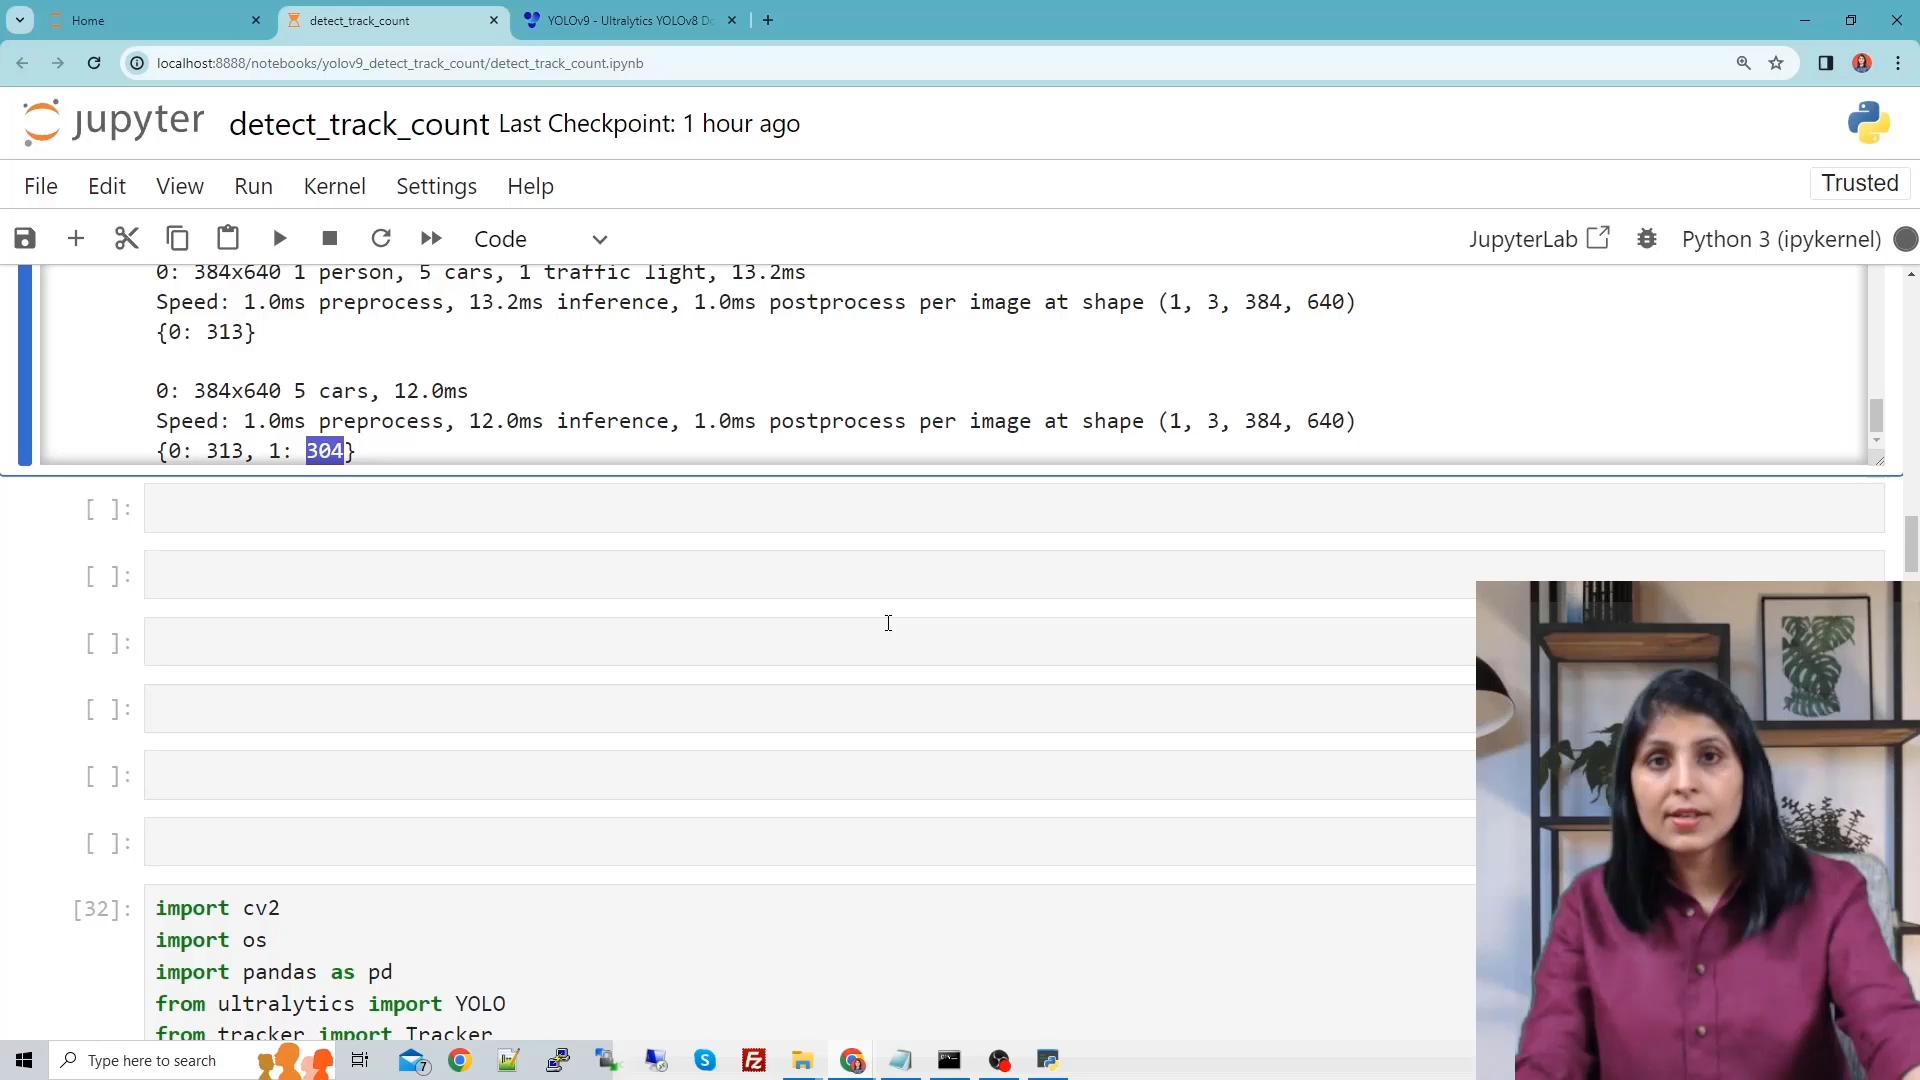 Home
detect_track_count
YOLOv9 - Ultralytics YOLOv8 Do
localhost:8888/notebooks/yolov9_detect_track_count/detect_track_count.ipynb
jupyter detect_track_count Last Checkpoint: 1 hour ago
File Edit View Run Kernel Settings Help
Trusted
Code
JupyterLab
Python 3 (ipykernel)
0: 384x640 1 person, 5 cars, 1 traffic light, 13.2ms
Speed: 1.0ms preprocess, 13.2ms inference, 1.0ms postprocess per image at shape (1, 3, 384, 640)
{0: 313}
0: 384x640 5 cars, 12.0ms
Speed: 1.0ms preprocess, 12.0ms inference, 1.0ms postprocess per image at shape (1, 3, 384, 640)
{0: 313, 1: 304}
[ ]:
[ ]:
[ ]:
[ ]:
[ ]:
[ ]:
[32]:
import cv2
import os
import pandas as pd
from ultralytics import YOLO
from tracker import Tracker
Type here to search
7